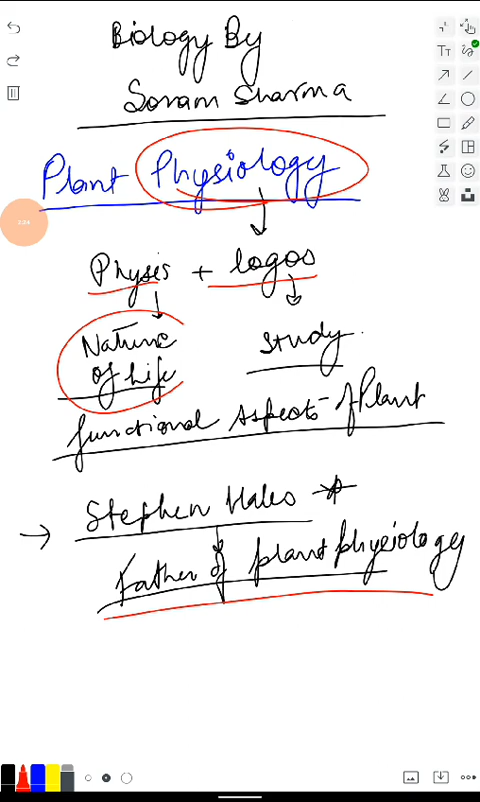 Biology By
Sonam Sharma
Plant Physiology
Physis + logos
Nature study.
of Life
functional Aspects of Plant
→ Stephen Hales *
Father of plant physiology